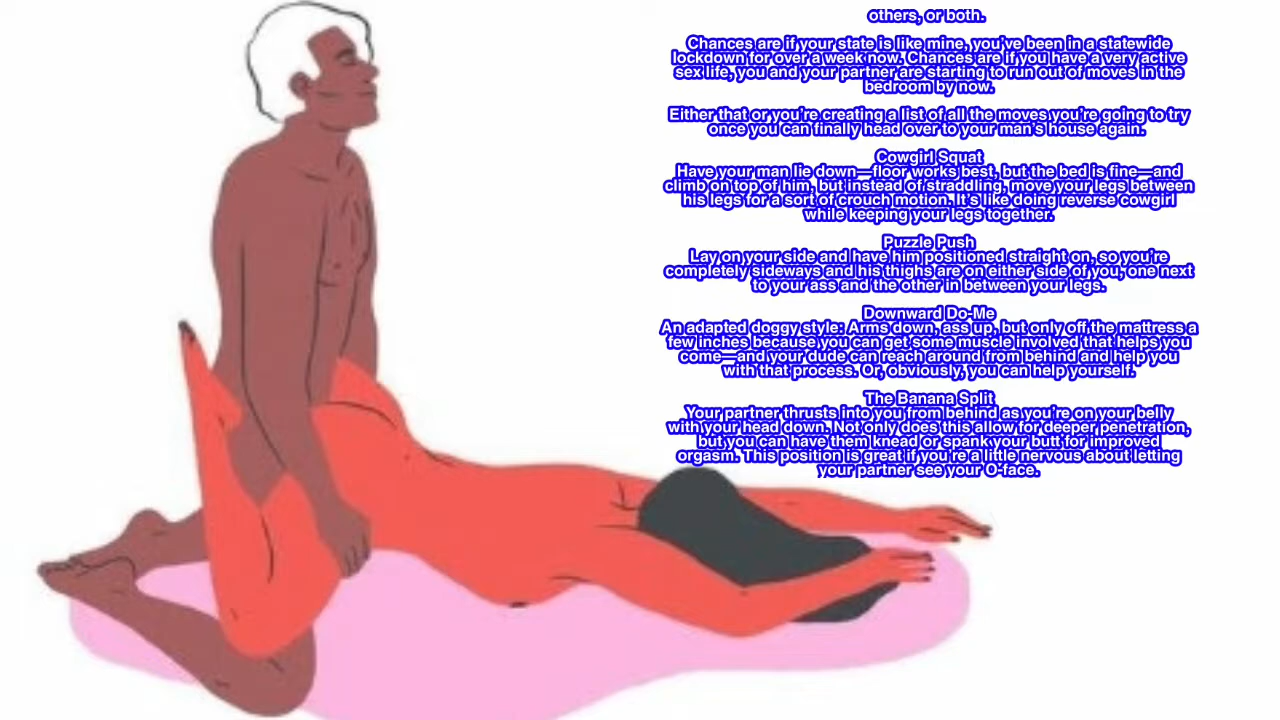 others, or both.
Chances are if your state is like mine, you've been in a statewide
lockdown for over a week now. Chances are if you have a very active
sex life, you and your partner are starting to run out of moves in the
bedroom by now.
Either that or you're creating a list of all the moves you're going to try
once you can finally head over to your man's house again.
Cowgirl Squat
Have your man lie down—floor works best, but the bed is fine—and
climb on top of him, but instead of straddling, move your legs between
his legs for a sort of crouch motion. It's like doing reverse cowgirl
while keeping your legs together.
Puzzle Push
Lay on your side and have him positioned straight on, so you're
completely sideways and his thighs are on either side of you, one next
to your ass and the other in between your legs.
Downward Do-Me
An adapted doggy style: Arms down, ass up, but only off the mattress a
few inches because you can get some muscle involved that helps you
come—and your dude can reach around from behind and help you
with that process. Or, obviously, you can help yourself.
The Banana Split
Your partner thrusts into you from behind as you're on your belly
with your head down. Not only does this allow for deeper penetration,
but you can have them knead or spank your butt for improved
orgasm. This position is great if you're a little nervous about letting
your partner see your O-face.